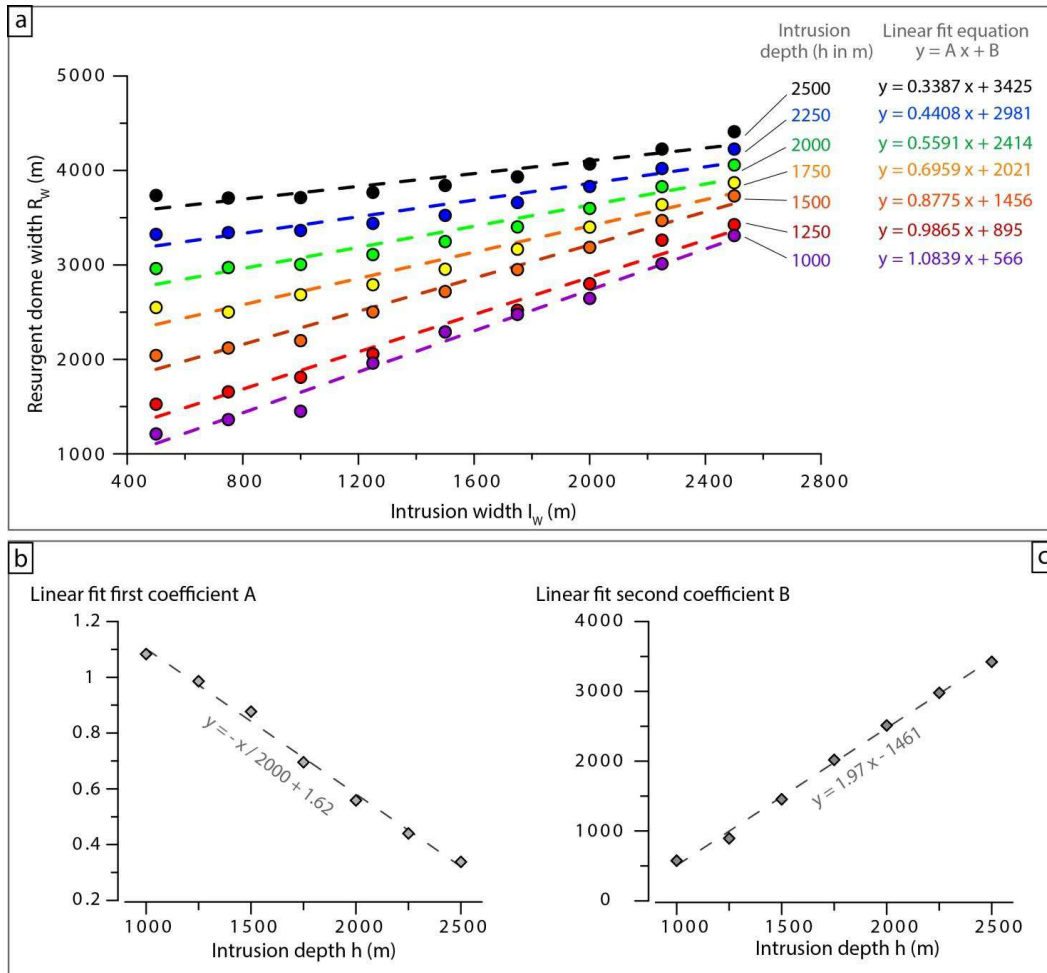 a
Intrusion depth (h in m)
Linear fit equation y = A x + B
2500 y = 0.3387 x + 3425
2250 y = 0.4408 x + 2981
2000 y = 0.5591 x + 2414
1750 y = 0.6959 x + 2021
1500 y = 0.8775 x + 1456
1250 y = 0.9865 x + 895
1000 y = 1.0839 x + 566
Resurgent dome width R_W (m)
5000
4000
3000
2000
1000
400 800 1200 1600 2000 2400 2800
Intrusion width I_W (m)
b
Linear fit first coefficient A
1.2
1
0.8
0.6
0.4
0.2
y = - x / 2000 + 1.62
1000 1500 2000 2500
Intrusion depth h (m)
c
Linear fit second coefficient B
4000
3000
2000
1000
0
y = 1.97 x - 1461
1000 1500 2000 2500
Intrusion depth h (m)